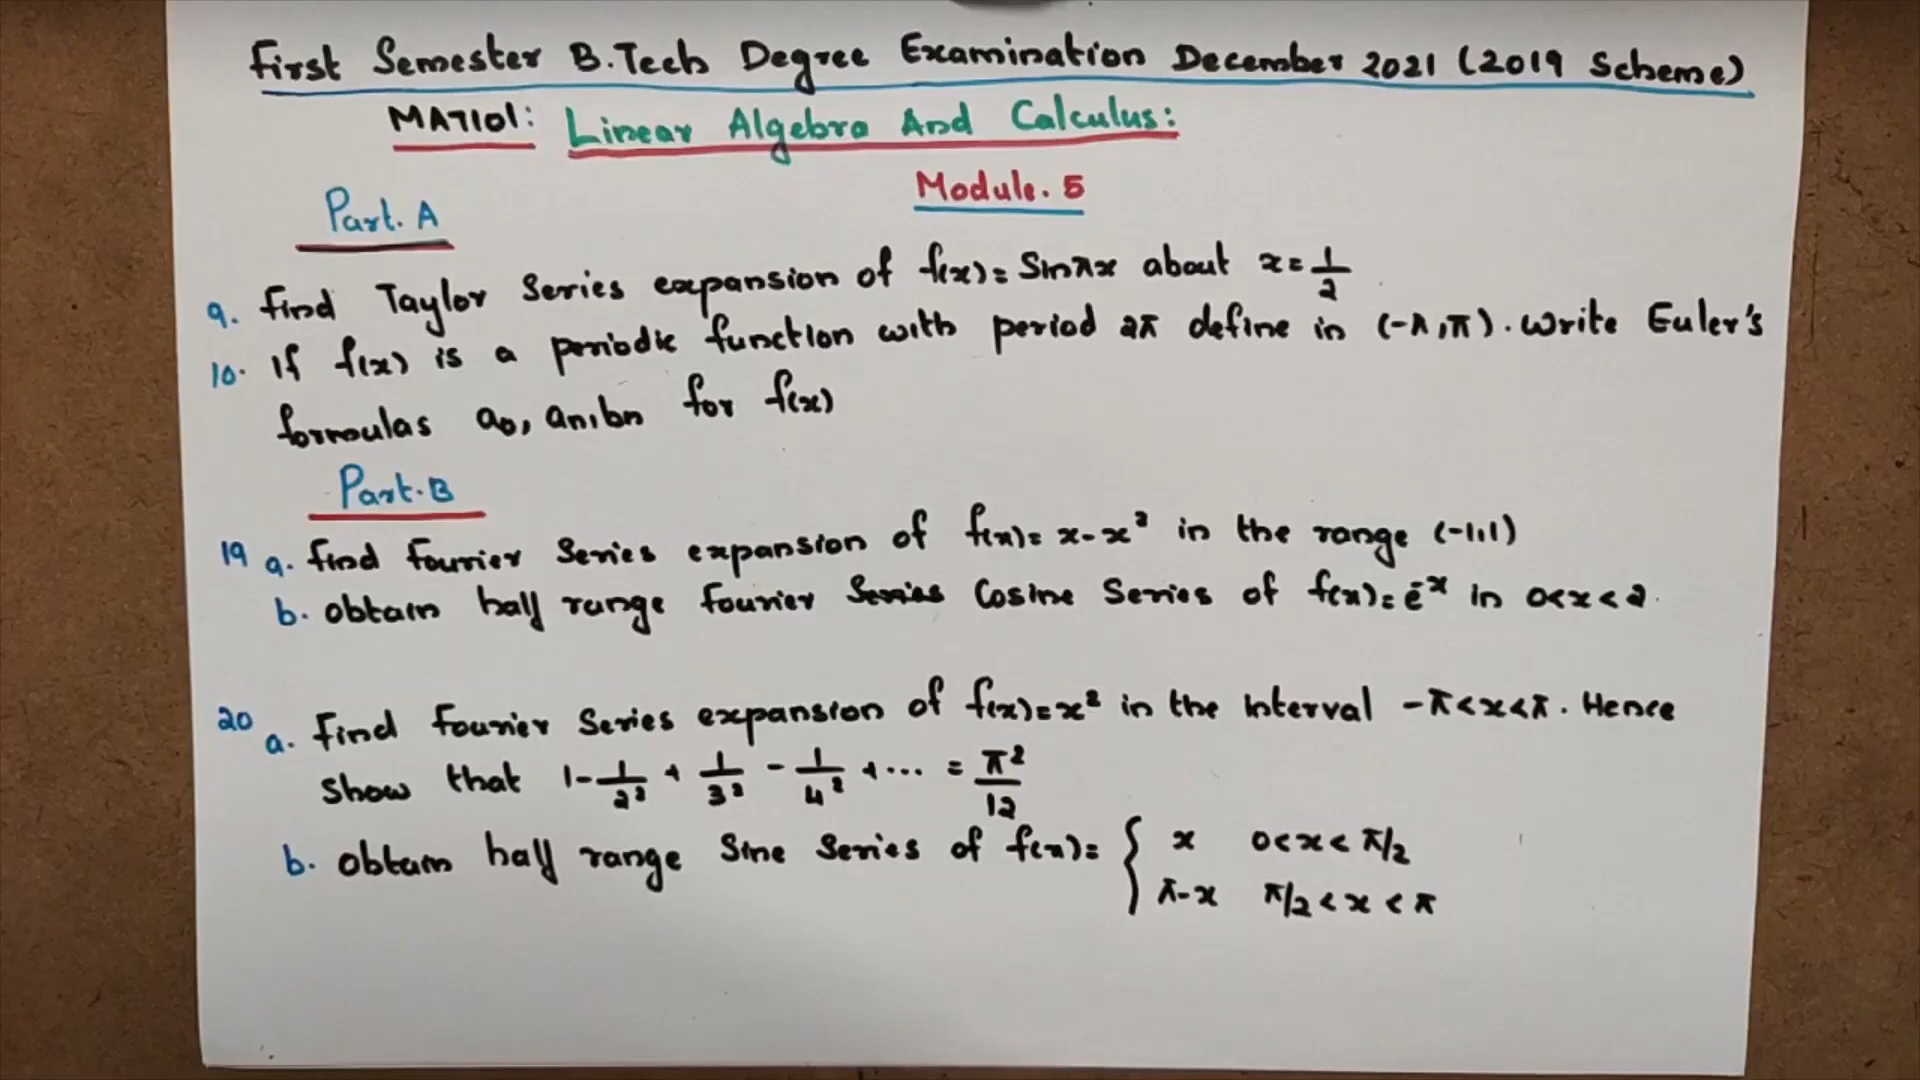 First Semester B.Tech Degree Examination December 2021 (2019 Scheme)
MAT101: Linear Algebra And Calculus:
Module. 5
Part. A
9. find Taylor Series expansion of f(x)= Sinπx about x= 1/2
10. If f(x) is a periodic function with period 2π define in (-π,π). write Euler's
formulas a₀, an,bn for f(x)
Part.B
19 a. find fourier Series expansion of f(x)= x-x² in the range (-1,1)
b. obtain half range fourier Series Cosine Series of f(x)= e⁻ˣ in 0<x<2.
20 a. find fourier Series expansion of f(x)=x² in the interval -π<x<π. Hence
Show that 1- 1/2² + 1/3² - 1/4² + ... = π²/12
b. obtain half range Sine Series of f(x)= { x 0<x< π/2
π-x π/2 < x < π